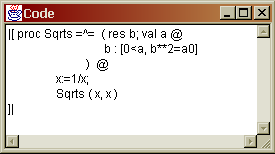 Code
|[ proc Sqrts =^= ( res b; val a @
b : [0<a, b**2=a0]
) @
x:=1/x;
Sqrts ( x, x )
]|